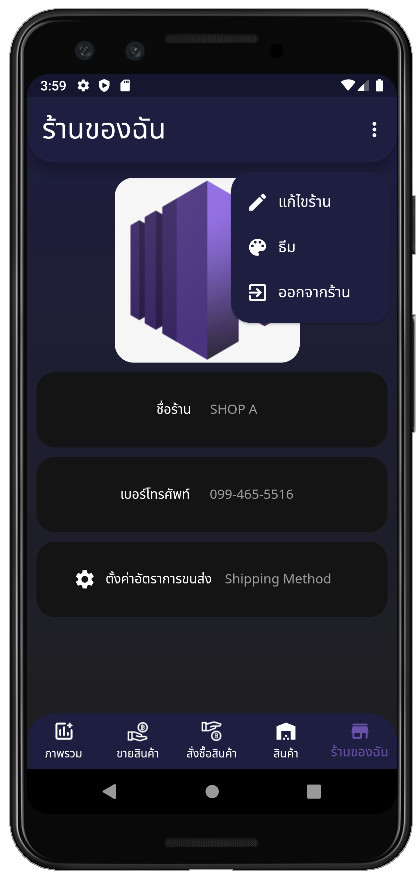 3:59
ร้านของฉัน
แก้ไขร้าน
ธีม
ออกจากร้าน
ชื่อร้าน SHOP A
เบอร์โทรศัพท์ 099-465-5516
ตั้งค่าอัตราการขนส่ง Shipping Method
ภาพรวม ขายสินค้า สั่งซื้อสินค้า สินค้า ร้านของฉัน